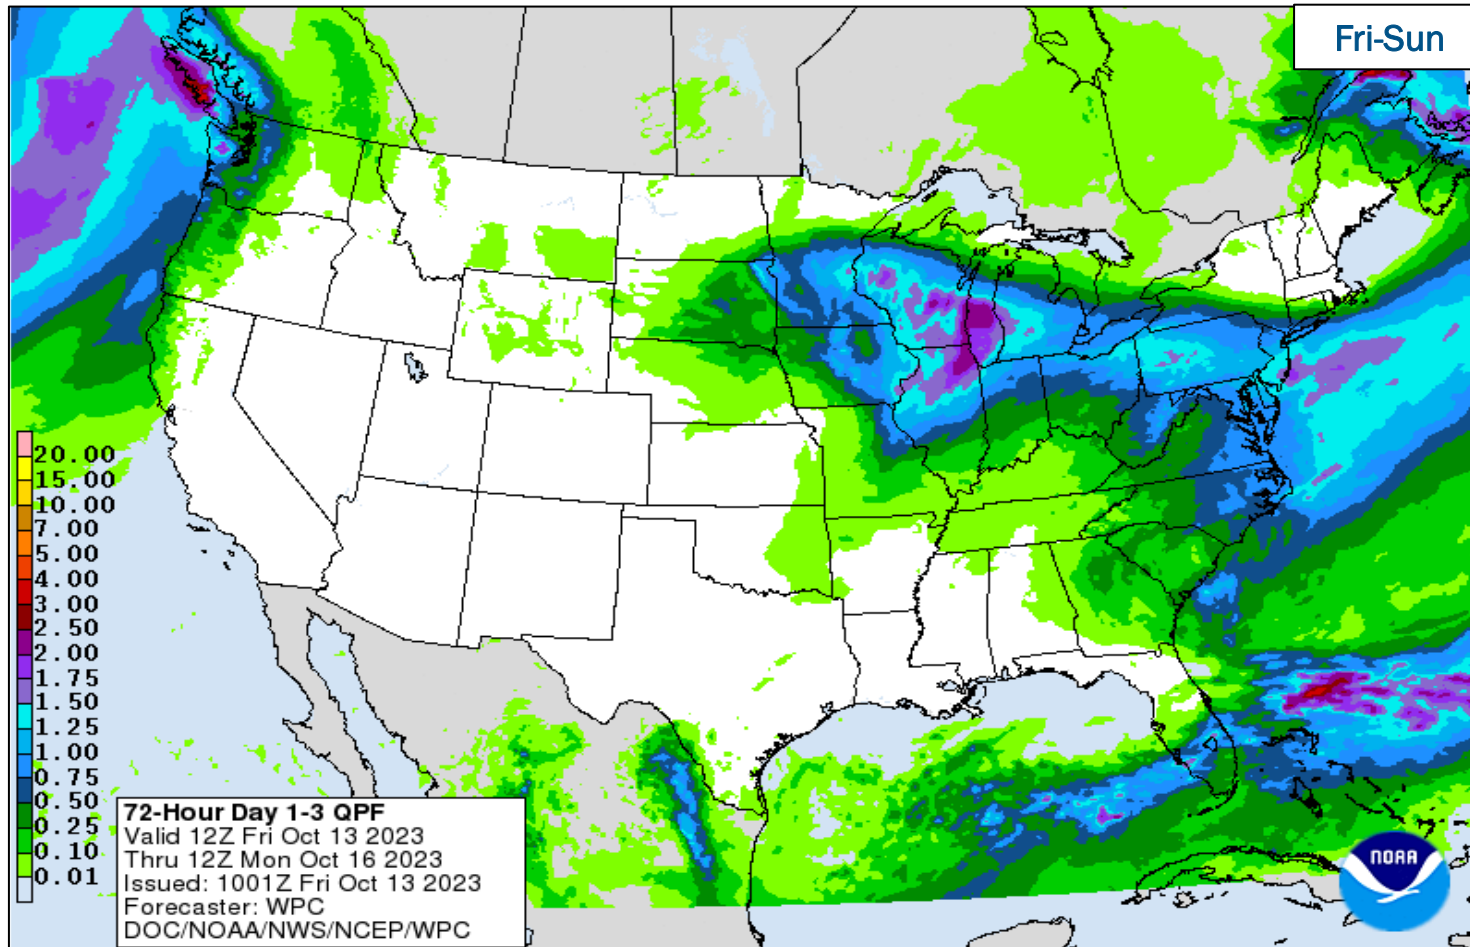 Fri-Sun
20.00
15.00
10.00
7.00
5.00
4.00
3.00
2.50
2.00
1.75
1.50
1.25
1.00
0.75
0.50
0.25
0.10
0.01
72-Hour Day 1-3 QPF
Valid 12Z Fri Oct 13 2023
Thru 12Z Mon Oct 16 2023
Issued: 1001Z Fri Oct 13 2023
Forecaster: WPC
DOC/NOAA/NWS/NCEP/WPC
NOAA